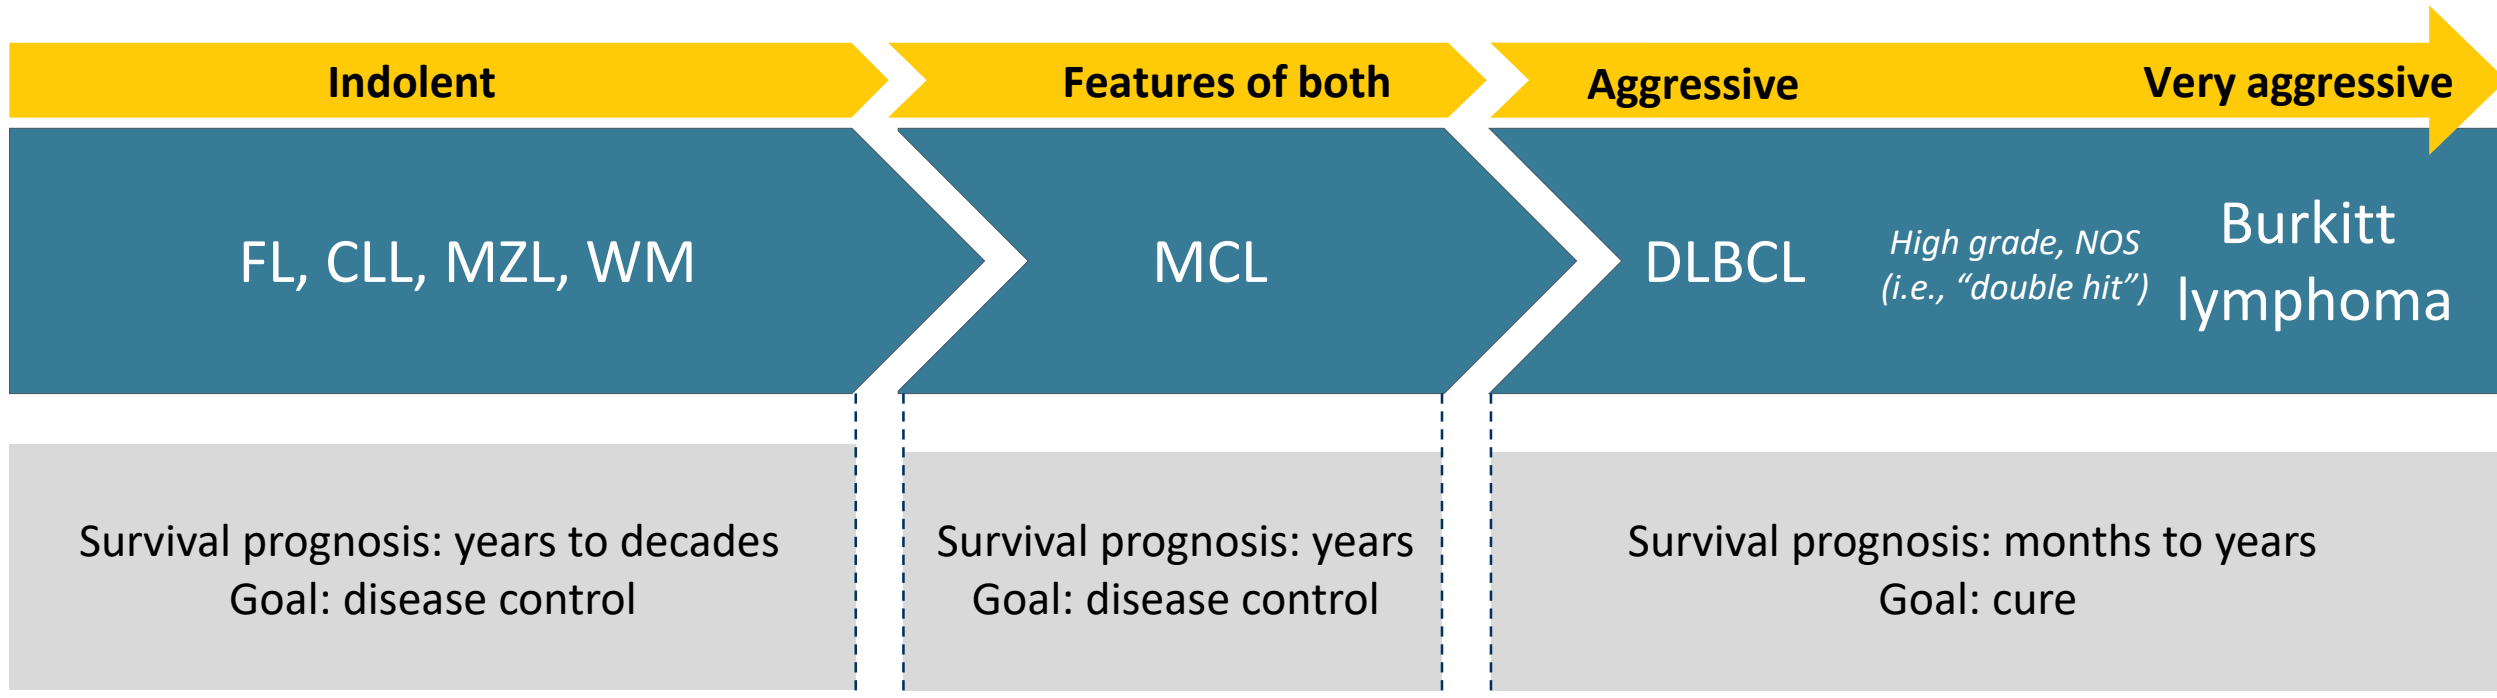 Indolent
Features of both
Aggressive
Very aggressive
FL, CLL, MZL, WM
MCL
DLBCL
High grade, NOS
(i.e., “double hit”)
Burkitt
lymphoma
Survival prognosis: years to decades
Goal: disease control
Survival prognosis: years
Goal: disease control
Survival prognosis: months to years
Goal: cure